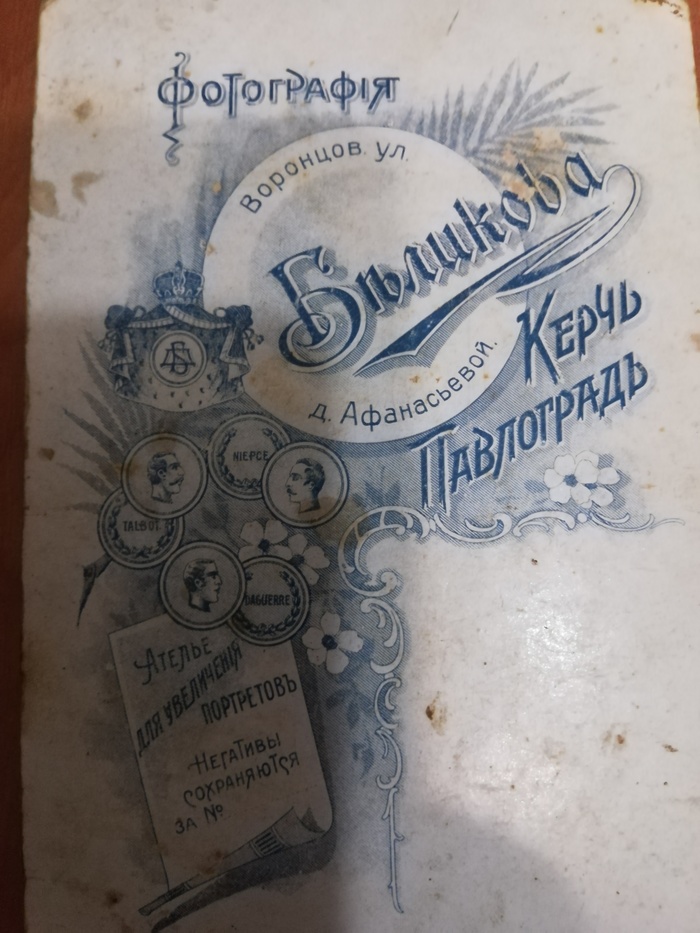 Фотографія
Воронцов. ул.
Бѣликова
д. Афанасьевой.
Керчь
Павлоградъ
NIEPCE
TALBOT
DAGUERRE
Ателье
для увеличенія
портретовъ
Негативы
сохраняются
за №